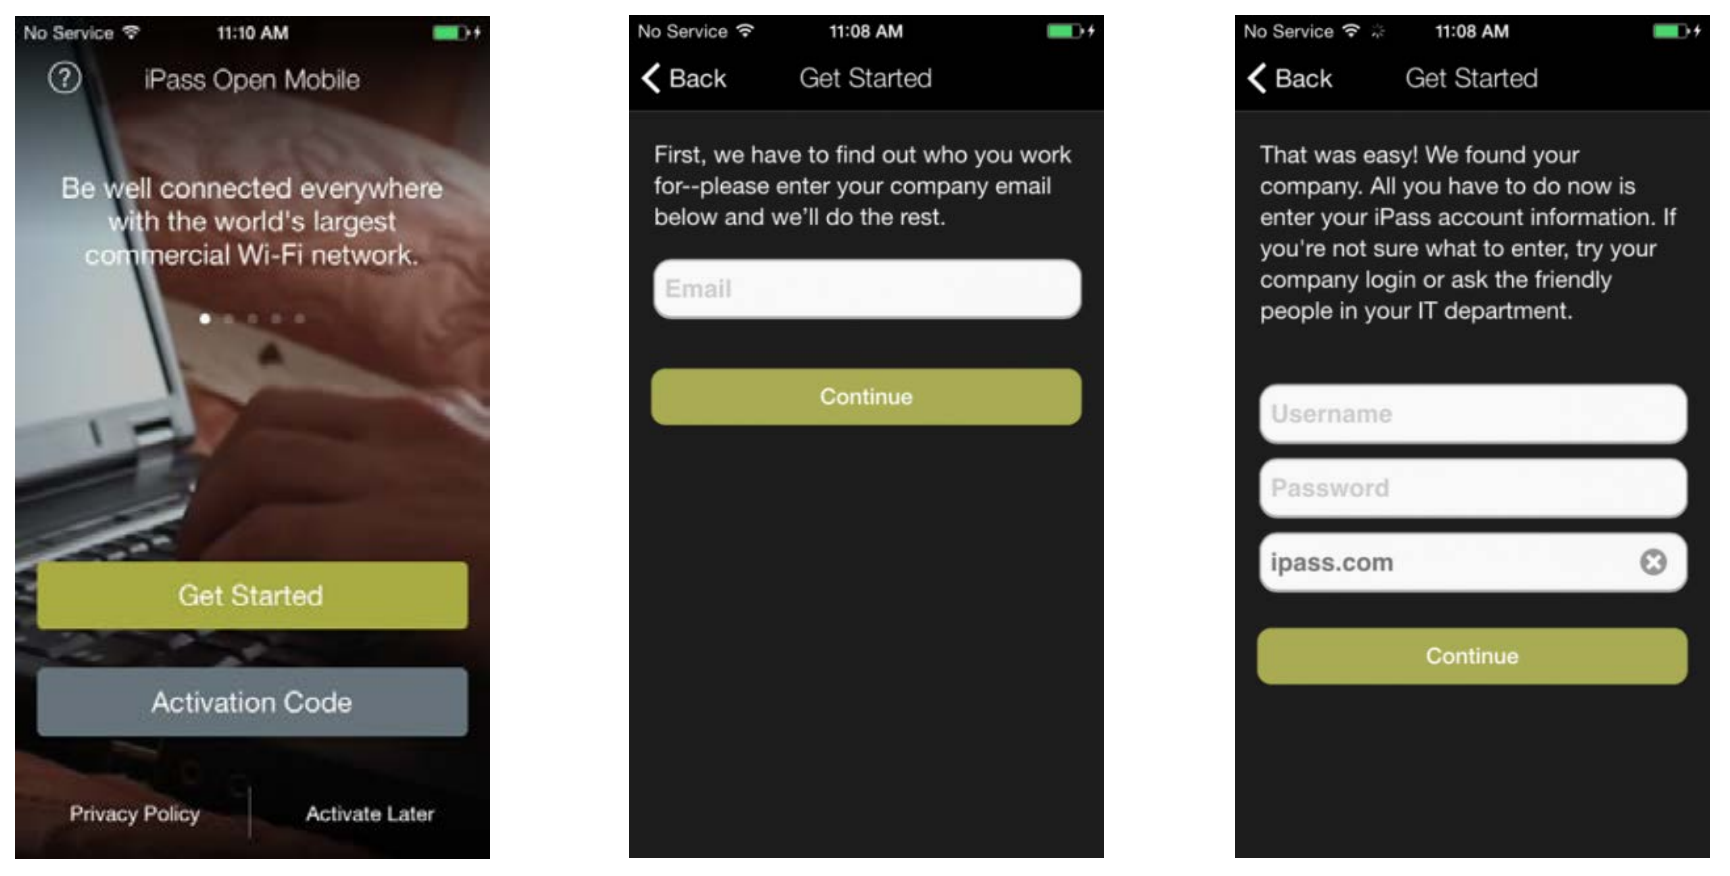 No Service 11:10 AM
? iPass Open Mobile
Be well connected everywhere
with the world's largest
commercial Wi-Fi network.
Get Started
Activation Code
Privacy Policy Activate Later
No Service 11:08 AM
Back Get Started
First, we have to find out who you work
for--please enter your company email
below and we'll do the rest.
Email
Continue
No Service 11:08 AM
Back Get Started
That was easy! We found your
company. All you have to do now is
enter your iPass account information. If
you're not sure what to enter, try your
company login or ask the friendly
people in your IT department.
Username
Password
ipass.com
Continue